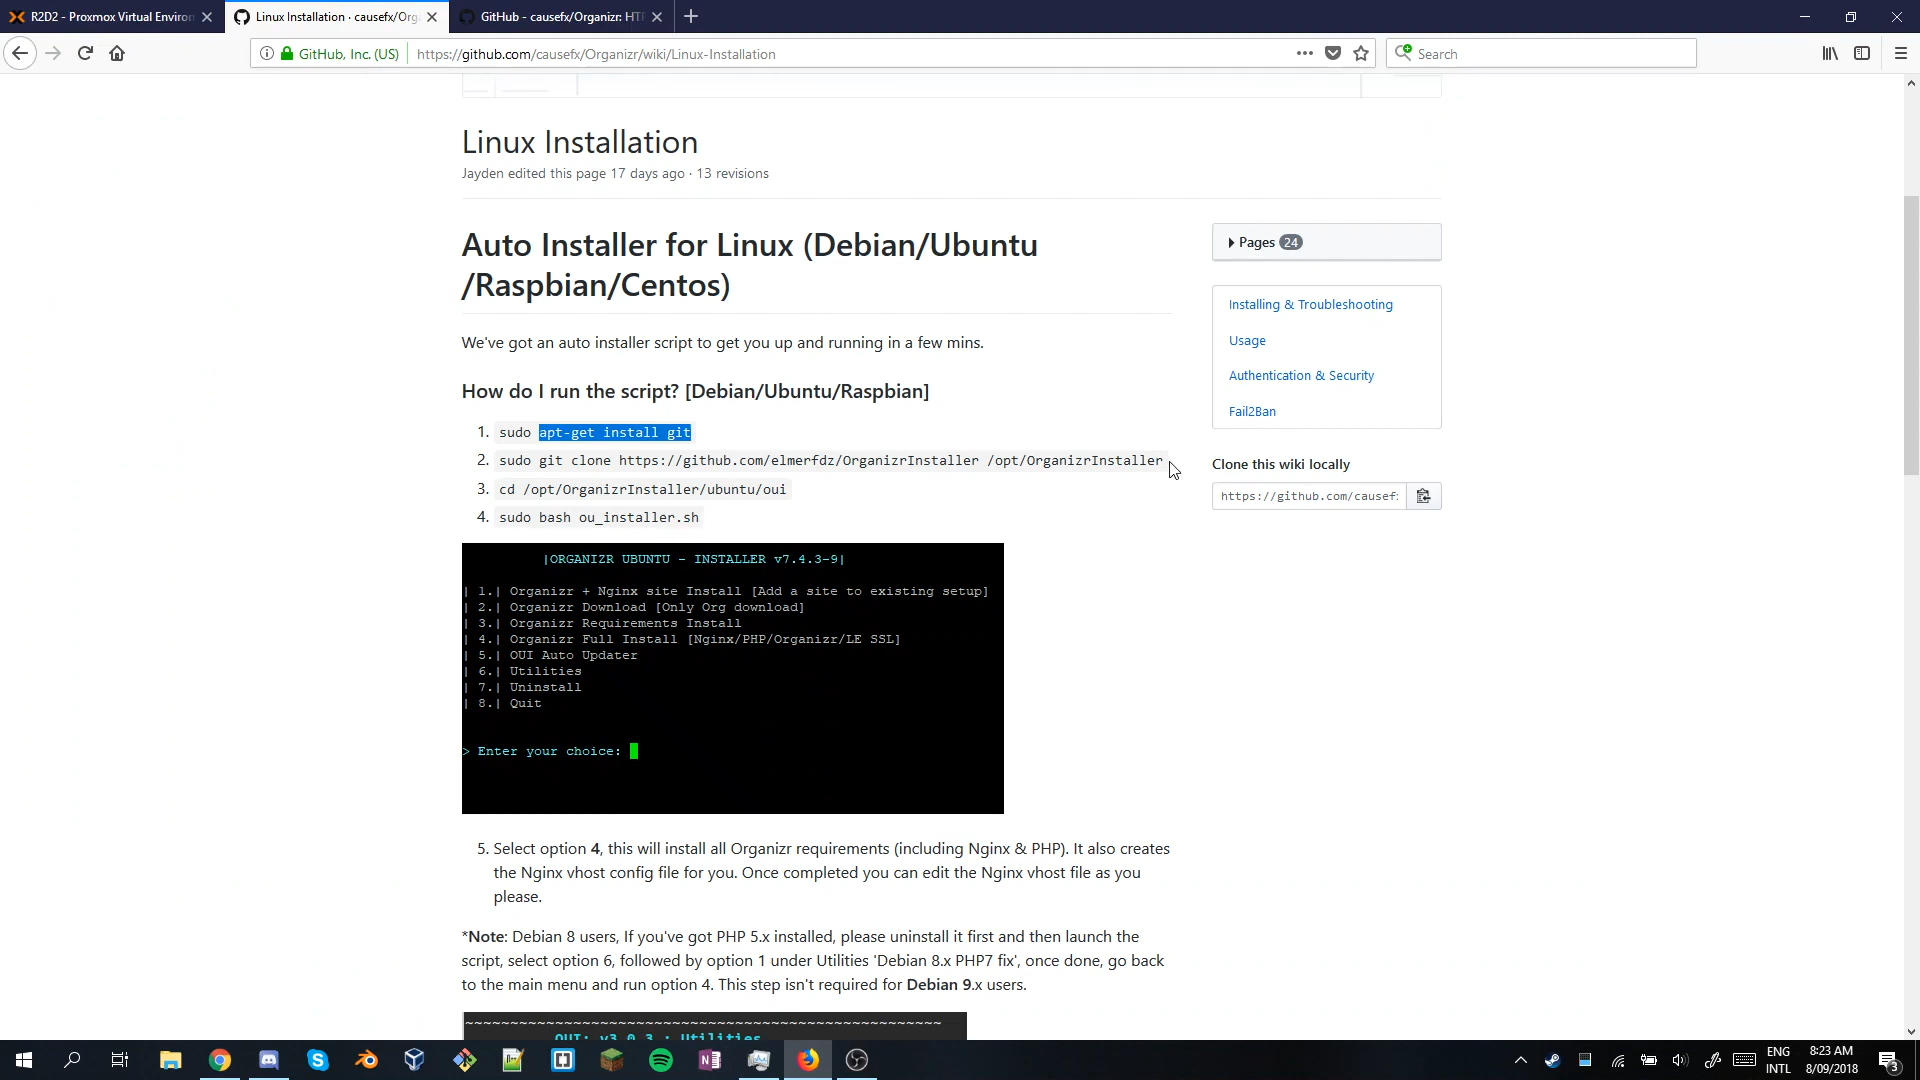 R2D2 - Proxmox Virtual Environ
Linux Installation · causefx/Org
GitHub - causefx/Organizr: HT
GitHub, Inc. (US)
https://github.com/causefx/Organizr/wiki/Linux-Installation
Search
Linux Installation
Jayden edited this page 17 days ago · 13 revisions
Auto Installer for Linux (Debian/Ubuntu
/Raspbian/Centos)
Pages 24
Installing & Troubleshooting
Usage
Authentication & Security
Fail2Ban
Clone this wiki locally
https://github.com/causef:
We've got an auto installer script to get you up and running in a few mins.
How do I run the script? [Debian/Ubuntu/Raspbian]
1. sudo apt-get install git
2. sudo git clone https://github.com/elmerfdz/OrganizrInstaller /opt/OrganizrInstaller
3. cd /opt/OrganizrInstaller/ubuntu/oui
4. sudo bash ou_installer.sh
|ORGANIZR UBUNTU - INSTALLER v7.4.3-9|
| 1.| Organizr + Nginx site Install [Add a site to existing setup]
| 2.| Organizr Download [Only Org download]
| 3.| Organizr Requirements Install
| 4.| Organizr Full Install [Nginx/PHP/Organizr/LE SSL]
| 5.| OUI Auto Updater
| 6.| Utilities
| 7.| Uninstall
| 8.| Quit
> Enter your choice:
5. Select option 4, this will install all Organizr requirements (including Nginx & PHP). It also creates
the Nginx vhost config file for you. Once completed you can edit the Nginx vhost file as you
please.
*Note: Debian 8 users, If you've got PHP 5.x installed, please uninstall it first and then launch the
script, select option 6, followed by option 1 under Utilities 'Debian 8.x PHP7 fix', once done, go back
to the main menu and run option 4. This step isn't required for Debian 9.x users.
~~~~~~~~~~~~~~~~~~~~~~~~~~~~~~~~~~~~~~~~~~~~~~~~~~~~~
OUI: v3.0.3 : Utilities
ENG
INTL
8:23 AM
8/09/2018
3